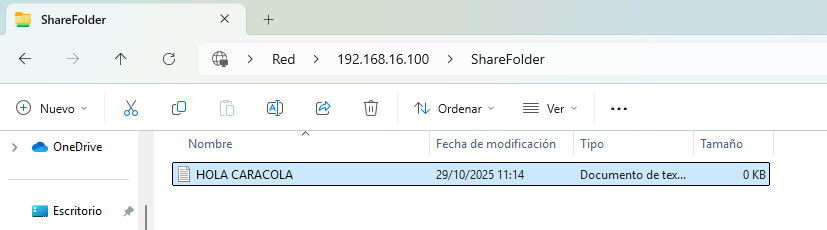 ShareFolder
Red > 192.168.16.100 > ShareFolder
Nuevo Ordenar Ver
OneDrive
Escritorio
Nombre Fecha de modificación Tipo Tamaño
HOLA CARACOLA 29/10/2025 11:14 Documento de tex... 0 KB